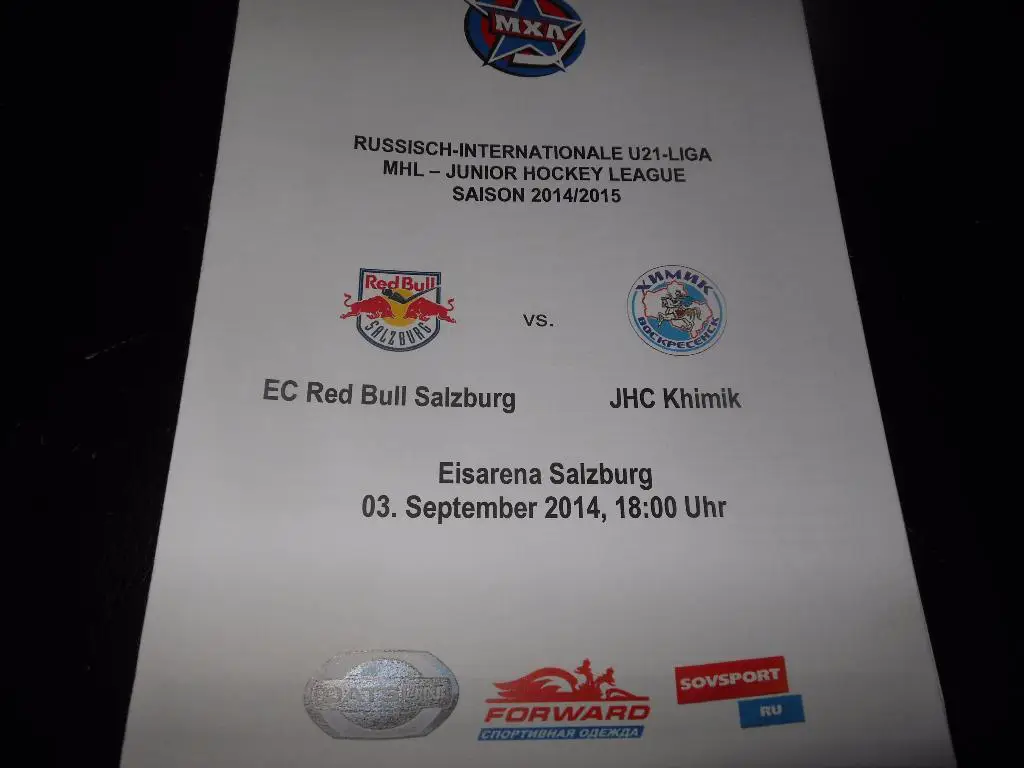 МХЛ
RUSSISCH-INTERNATIONALE U21-LIGA
MHL – JUNIOR HOCKEY LEAGUE
SAISON 2014/2015
Red Bull
SALZBURG
vs.
ХИМИК
ВОСКРЕСЕНСК
EC Red Bull Salzburg
JHC Khimik
Eisarena Salzburg
03. September 2014, 18:00 Uhr
FORWARD
СПОРТИВНАЯ ОДЕЖДА
SOVSPORT
RU